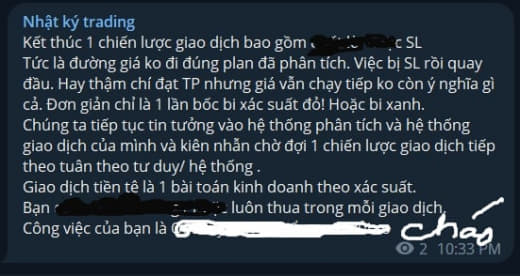 Nhật ký trading
Kết thúc 1 chiến lược giao dịch bao gồm SL
Tức là đường giá ko đi đúng plan đã phân tích. Việc bị SL rồi quay
đầu. Hay thậm chí đạt TP nhưng giá vẫn chạy tiếp ko còn ý nghĩa gì
cả. Đơn giản chỉ là 1 lần bốc bi xác suất đỏ! Hoặc bi xanh.
Chúng ta tiếp tục tin tưởng vào hệ thống phân tích và hệ thống
giao dịch của mình và kiên nhẫn chờ đợi 1 chiến lược giao dịch tiếp
theo tuân theo tư duy/ hệ thống .
Giao dịch tiền tệ là 1 bài toán kinh doanh theo xác suất.
Bạn luôn thua trong mỗi giao dịch.
Công việc của bạn là
cháo
2 10:33 PM